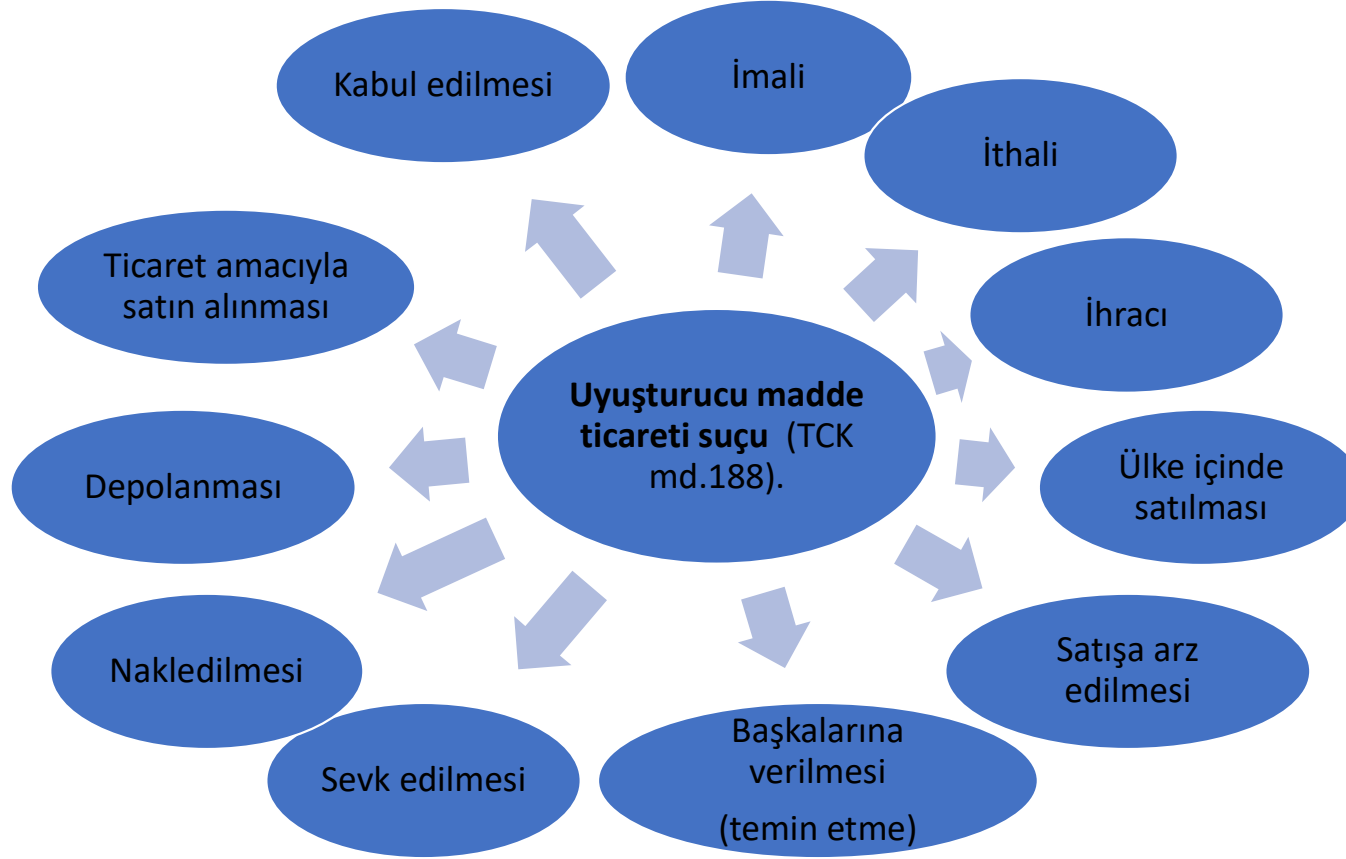 Kabul edilmesi
İmali
İthali
İhracı
Ülke içinde
satılması
Satışa arz
edilmesi
Başkalarına
verilmesi
(temin etme)
Sevk edilmesi
Nakledilmesi
Depolanması
Ticaret amacıyla
satın alınması
Uyuşturucu madde
ticareti suçu (TCK
md.188).